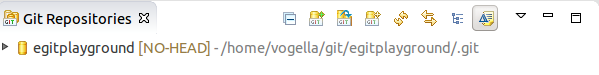 Git Repositories
egitplayground [NO-HEAD] - /home/vogella/git/egitplayground/.git